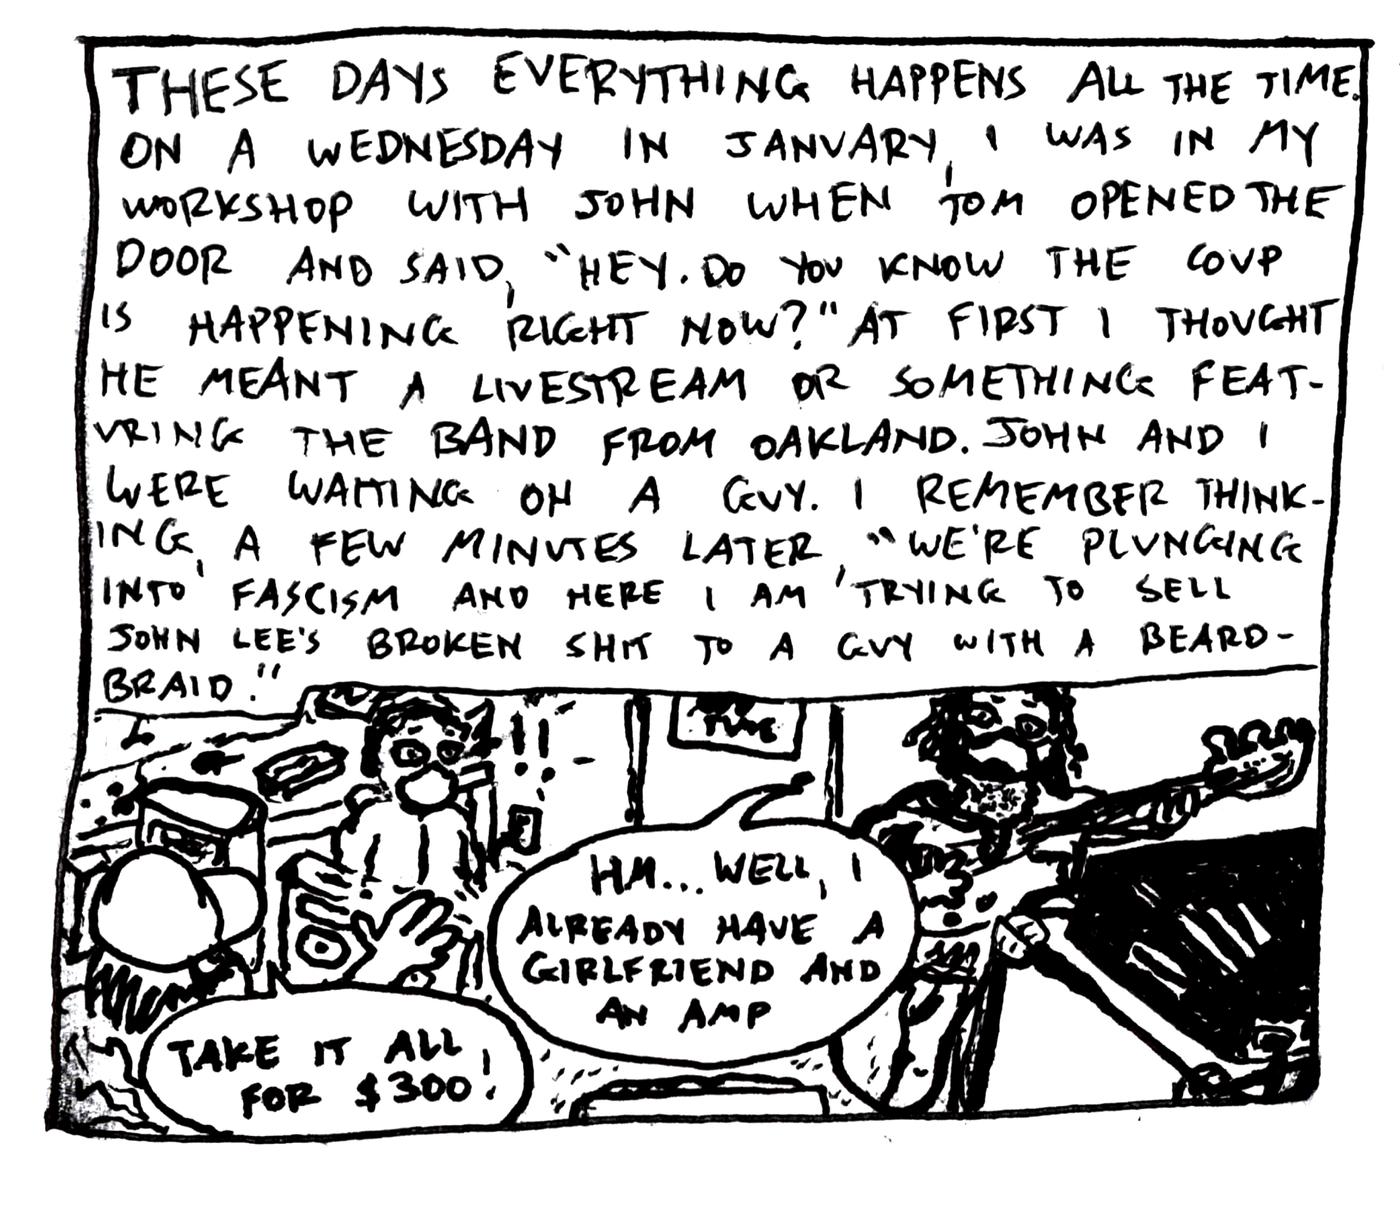 THESE DAYS EVERYTHING HAPPENS ALL THE TIME.
ON A WEDNESDAY IN JANUARY, I WAS IN MY
WORKSHOP WITH JOHN WHEN TOM OPENED THE
DOOR AND SAID, "HEY. DO YOU KNOW THE COUP
IS HAPPENING RIGHT NOW?" AT FIRST I THOUGHT
HE MEANT A LIVESTREAM OR SOMETHING FEAT-
URING THE BAND FROM OAKLAND. JOHN AND I
WERE WAITING ON A GUY. I REMEMBER THINK-
ING, A FEW MINUTES LATER, "WE'RE PLUNGING
INTO FASCISM AND HERE I AM TRYING TO SELL
JOHN LEE'S BROKEN SHIT TO A GUY WITH A BEARD-
BRAID."
!!
HM... WELL, I
ALREADY HAVE A
GIRLFRIEND AND
AN AMP
TAKE IT ALL
FOR $300!